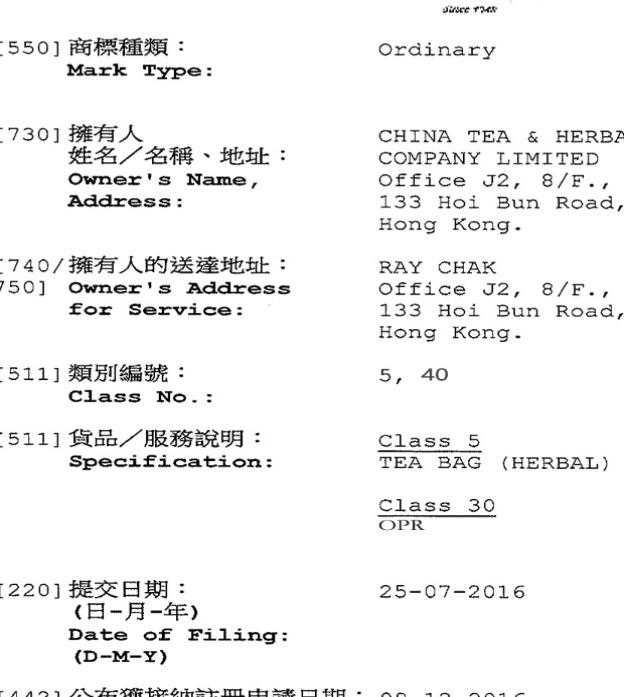 Since 1948
[550] 商標種類： Ordinary
Mark Type:
[730] 擁有人 CHINA TEA & HERBA
姓名／名稱、地址： COMPANY LIMITED
Owner's Name, Office J2, 8/F.,
Address: 133 Hoi Bun Road,
Hong Kong.
[740/ 擁有人的送達地址： RAY CHAK
750] Owner's Address Office J2, 8/F.,
for Service: 133 Hoi Bun Road,
Hong Kong.
[511] 類別編號： 5, 40
Class No.:
[511] 貨品／服務說明： Class 5
Specification: TEA BAG (HERBAL)
Class 30
OPR
[220] 提交日期： 25-07-2016
(日-月-年)
Date of Filing:
(D-M-Y)
[442] 公布獲接納註冊申請日期：